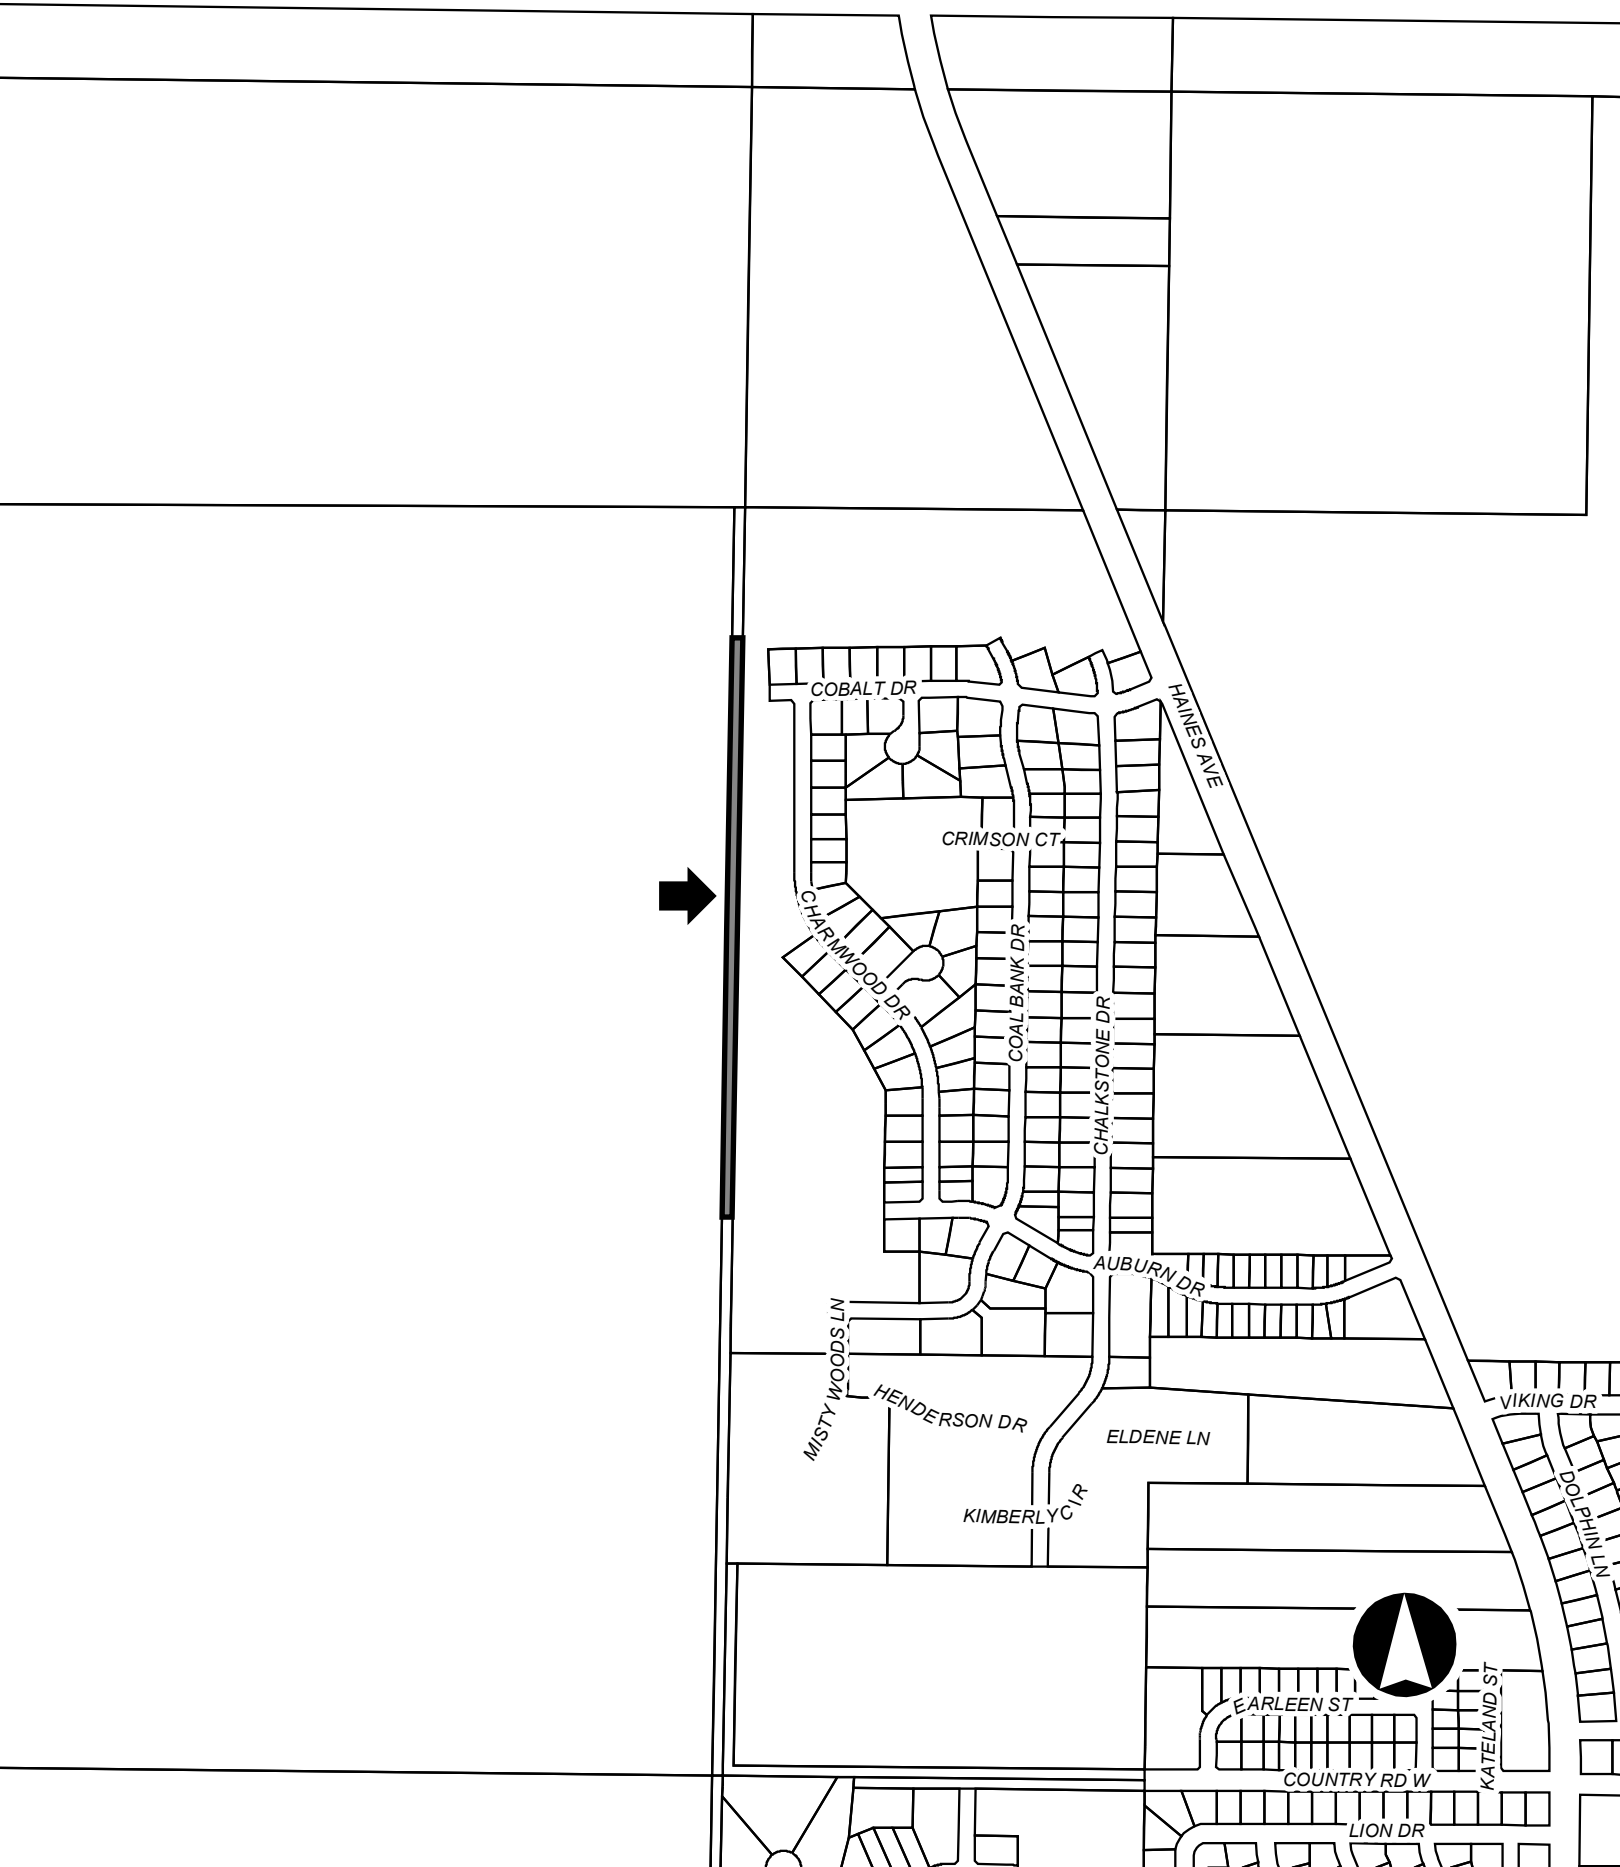 COBALT DR
HAINES AVE
CRIMSON CT
CHARMWOOD DR
COAL BANK DR
CHALKSTONE DR
AUBURN DR
MISTY WOODS LN
HENDERSON DR
ELDENE LN
VIKING DR
DOLPHIN LN
KIMBERLY CIR
EARLEEN ST
KATELAND ST
COUNTRY RD W
LION DR